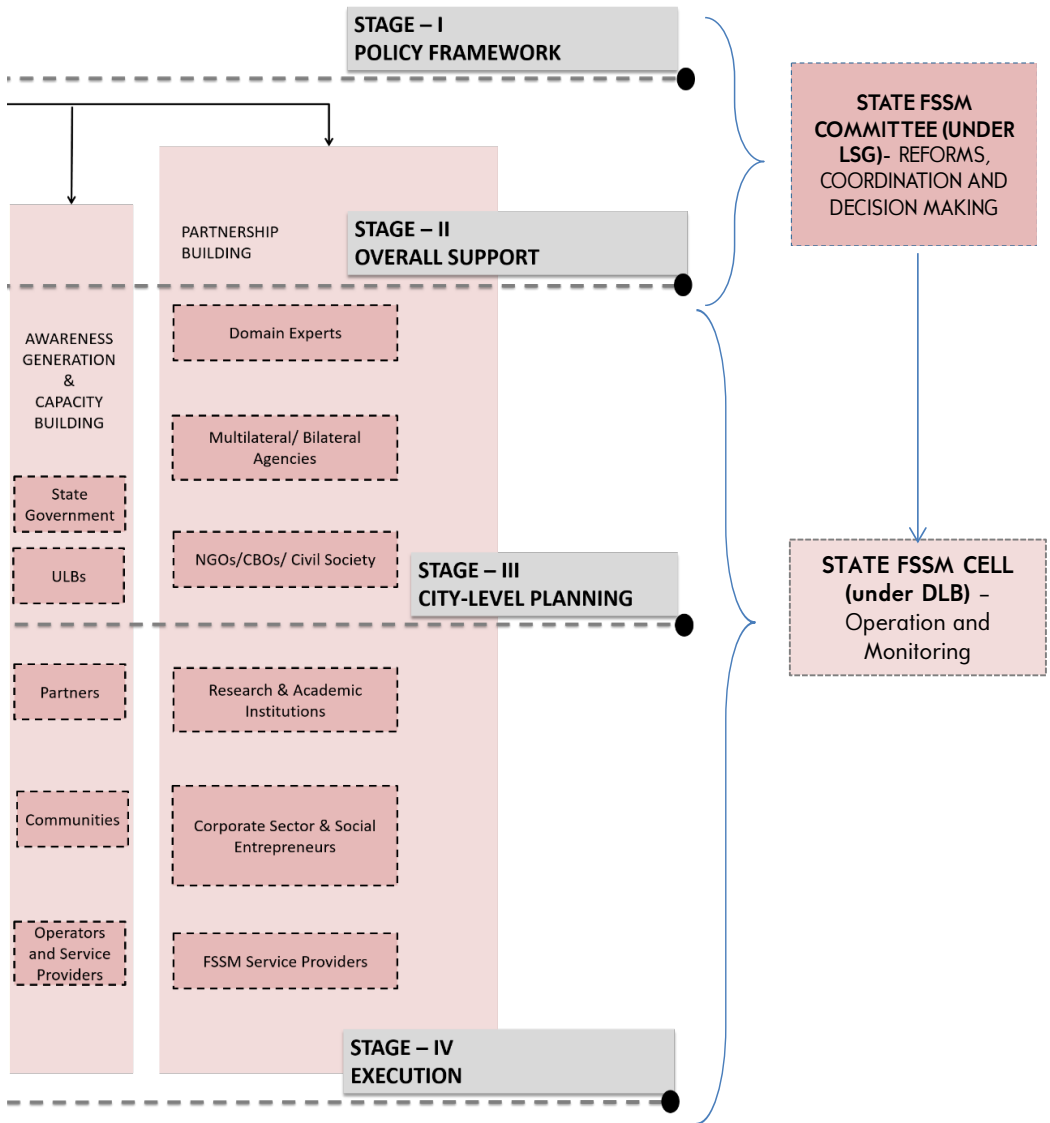 STAGE – I
POLICY FRAMEWORK
STATE FSSM
COMMITTEE (UNDER
LSG)- REFORMS,
COORDINATION AND
DECISION MAKING
PARTNERSHIP
BUILDING
STAGE – II
OVERALL SUPPORT
AWARENESS
GENERATION
&
CAPACITY
BUILDING
State
Government
ULBs
Partners
Communities
Operators
and Service
Providers
Domain Experts
Multilateral/ Bilateral
Agencies
NGOs/CBOs/ Civil Society
STAGE – III
CITY-LEVEL PLANNING
Research & Academic
Institutions
Corporate Sector & Social
Entrepreneurs
FSSM Service Providers
STAGE – IV
EXECUTION
STATE FSSM CELL
(under DLB) –
Operation and
Monitoring